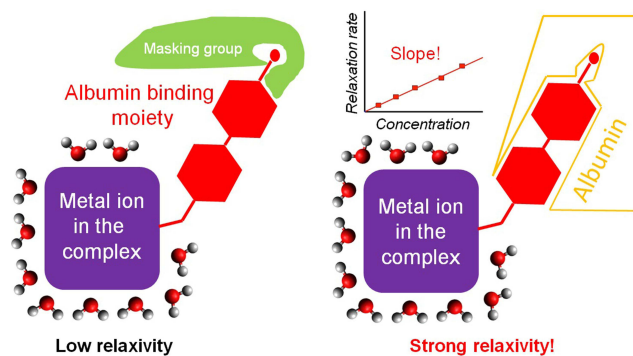 Masking group
Albumin binding
moiety
Metal ion
in the
complex
Low relaxivity
Relaxation rate
Slope!
Concentration
Albumin
Metal ion
in the
complex
Strong relaxivity!